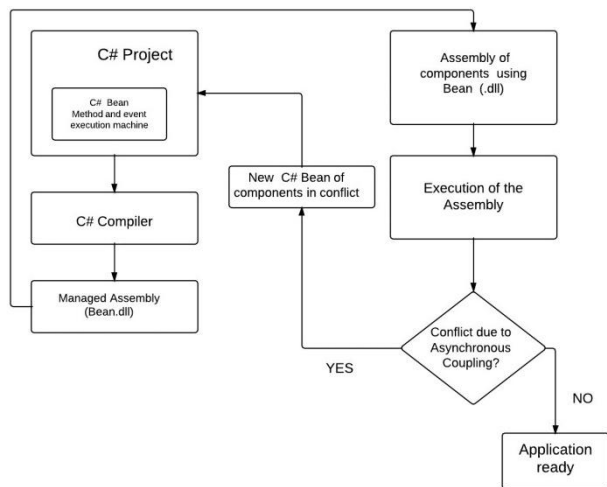 C# Project
C# Bean
Method and event
execution machine
C# Compiler
Managed Assembly
(Bean.dll)
New C# Bean of
components in conflict
Assembly of
components using
Bean (.dll)
Execution of the
Assembly
Conflict due to
Asynchronous
Coupling?
YES
NO
Application
ready